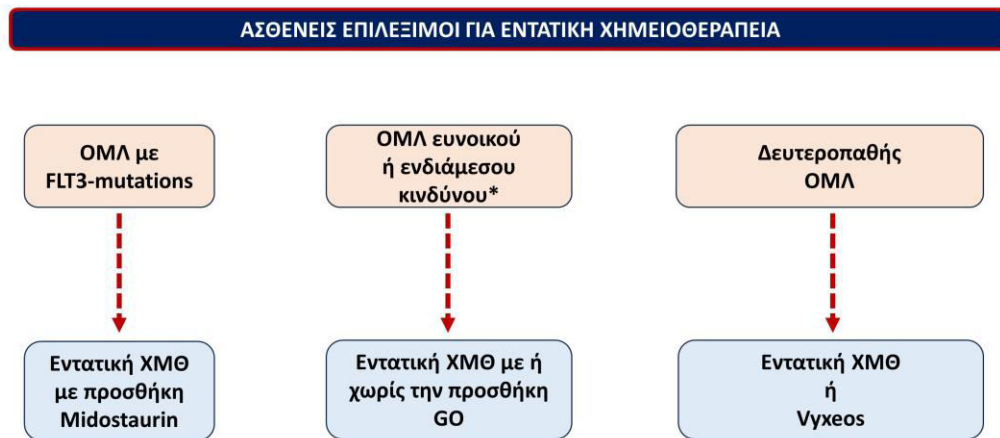 ΑΣΘΕΝΕΙΣ ΕΠΙΛΕΞΙΜΟΙ ΓΙΑ ΕΝΤΑΤΙΚΗ ΧΗΜΕΙΟΘΕΡΑΠΕΙΑ
ΟΜΛ με
FLT3-mutations
ΟΜΛ ευνοικού
ή ενδιάμεσου
κινδύνου*
Δευτεροπαθής
ΟΜΛ
Εντατική ΧΜΘ
με προσθήκη
Midostaurin
Εντατική ΧΜΘ με ή
χωρίς την προσθήκη
GO
Εντατική ΧΜΘ
ή
Vyxeos